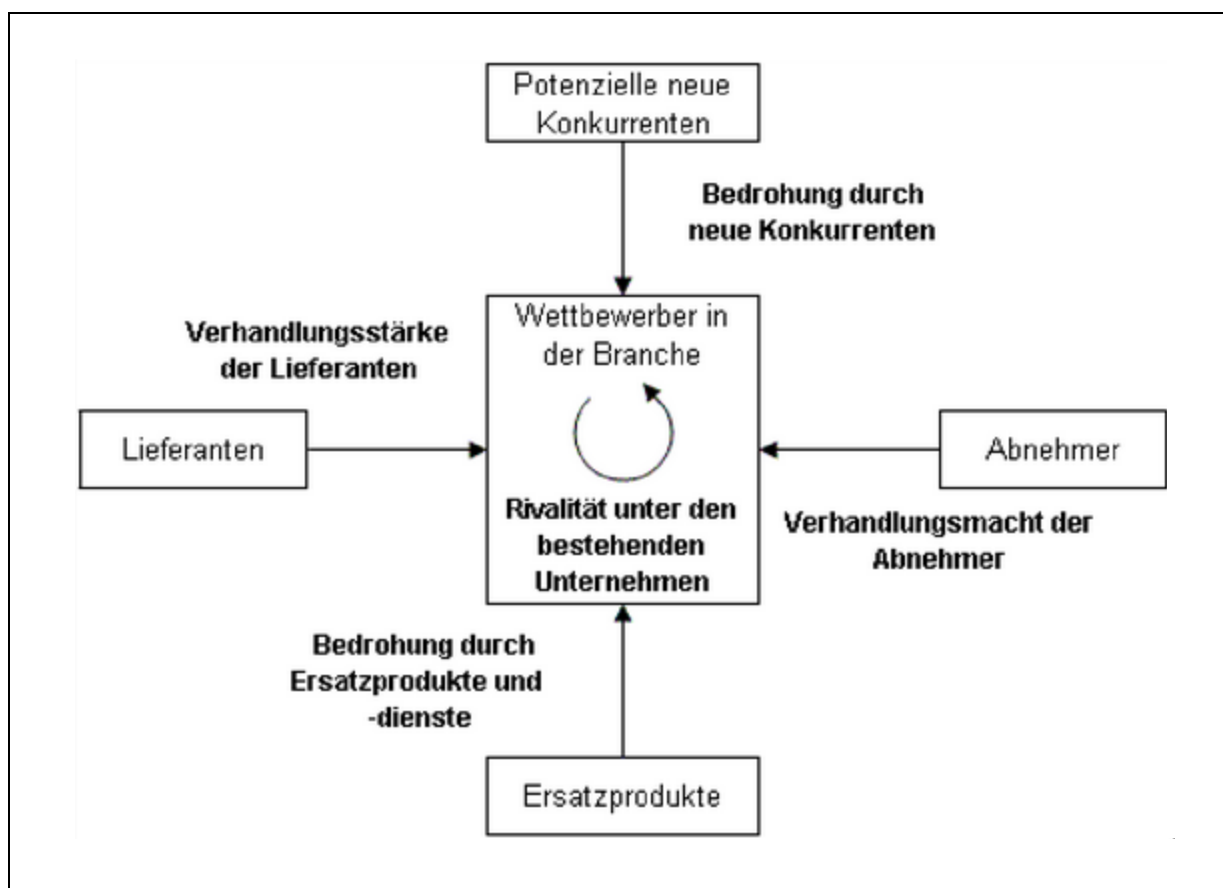 Potenzielle neue
Konkurrenten
Bedrohung durch
neue Konkurrenten
Verhandlungsstärke
der Lieferanten
Wettbewerber in
der Branche
Lieferanten
Abnehmer
Rivalität unter den
bestehenden
Unternehmen
Verhandlungsmacht der
Abnehmer
Bedrohung durch
Ersatzprodukte und
-dienste
Ersatzprodukte